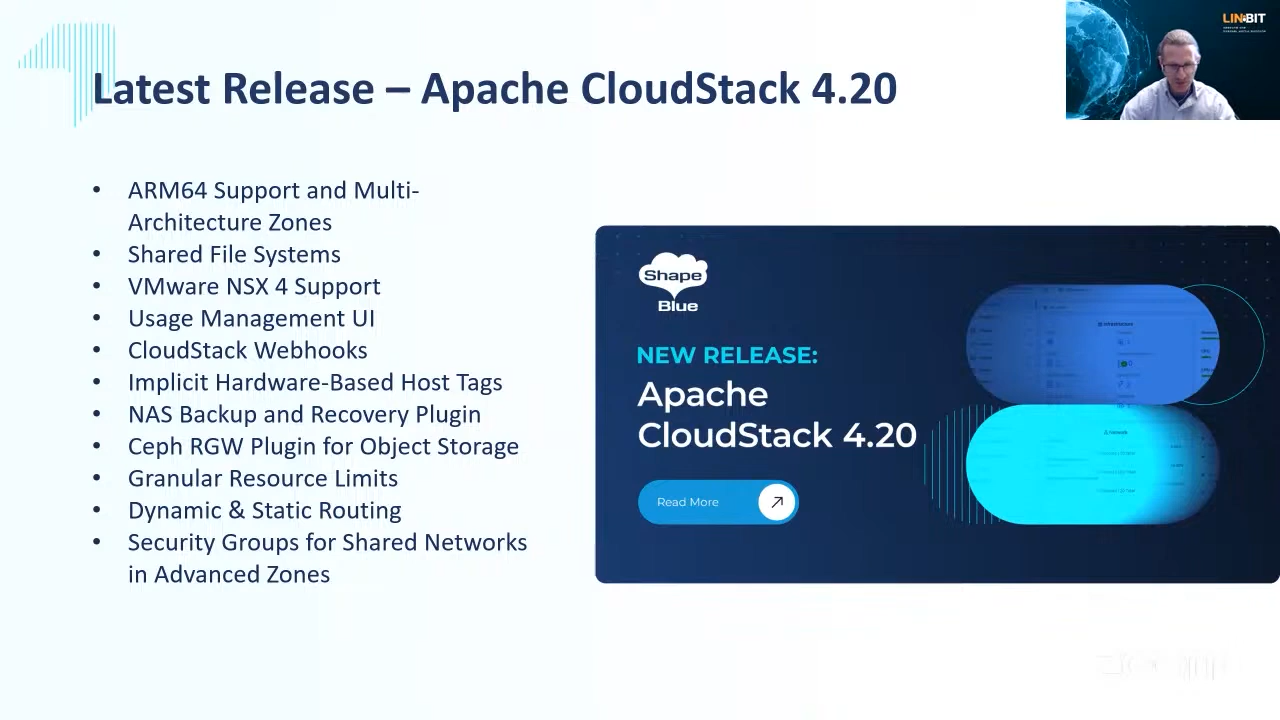 Latest Release – Apache CloudStack 4.20
LINBIT
• ARM64 Support and Multi-
Architecture Zones
• Shared File Systems
• VMware NSX 4 Support
• Usage Management UI
• CloudStack Webhooks
• Implicit Hardware-Based Host Tags
• NAS Backup and Recovery Plugin
• Ceph RGW Plugin for Object Storage
• Granular Resource Limits
• Dynamic & Static Routing
• Security Groups for Shared Networks
in Advanced Zones
Shape
Blue
NEW RELEASE:
Apache
CloudStack 4.20
Read More
Infrastructure
Network